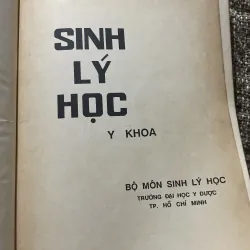 SINH
LÝ
HỌC
Y KHOA
BỘ MÔN SINH LÝ HỌC
TRƯỜNG ĐẠI HỌC Y DƯỢC
TP. HỒ CHÍ MINH